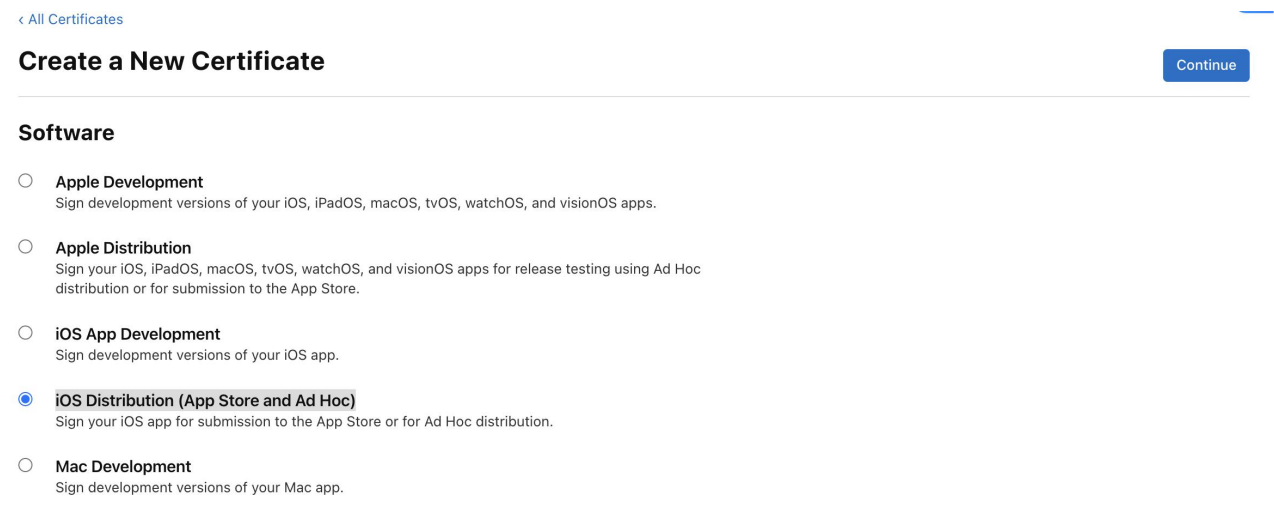 ‹ All Certificates
Create a New Certificate
Continue
Software
Apple Development
Sign development versions of your iOS, iPadOS, macOS, tvOS, watchOS, and visionOS apps.
Apple Distribution
Sign your iOS, iPadOS, macOS, tvOS, watchOS, and visionOS apps for release testing using Ad Hoc
distribution or for submission to the App Store.
iOS App Development
Sign development versions of your iOS app.
iOS Distribution (App Store and Ad Hoc)
Sign your iOS app for submission to the App Store or for Ad Hoc distribution.
Mac Development
Sign development versions of your Mac app.